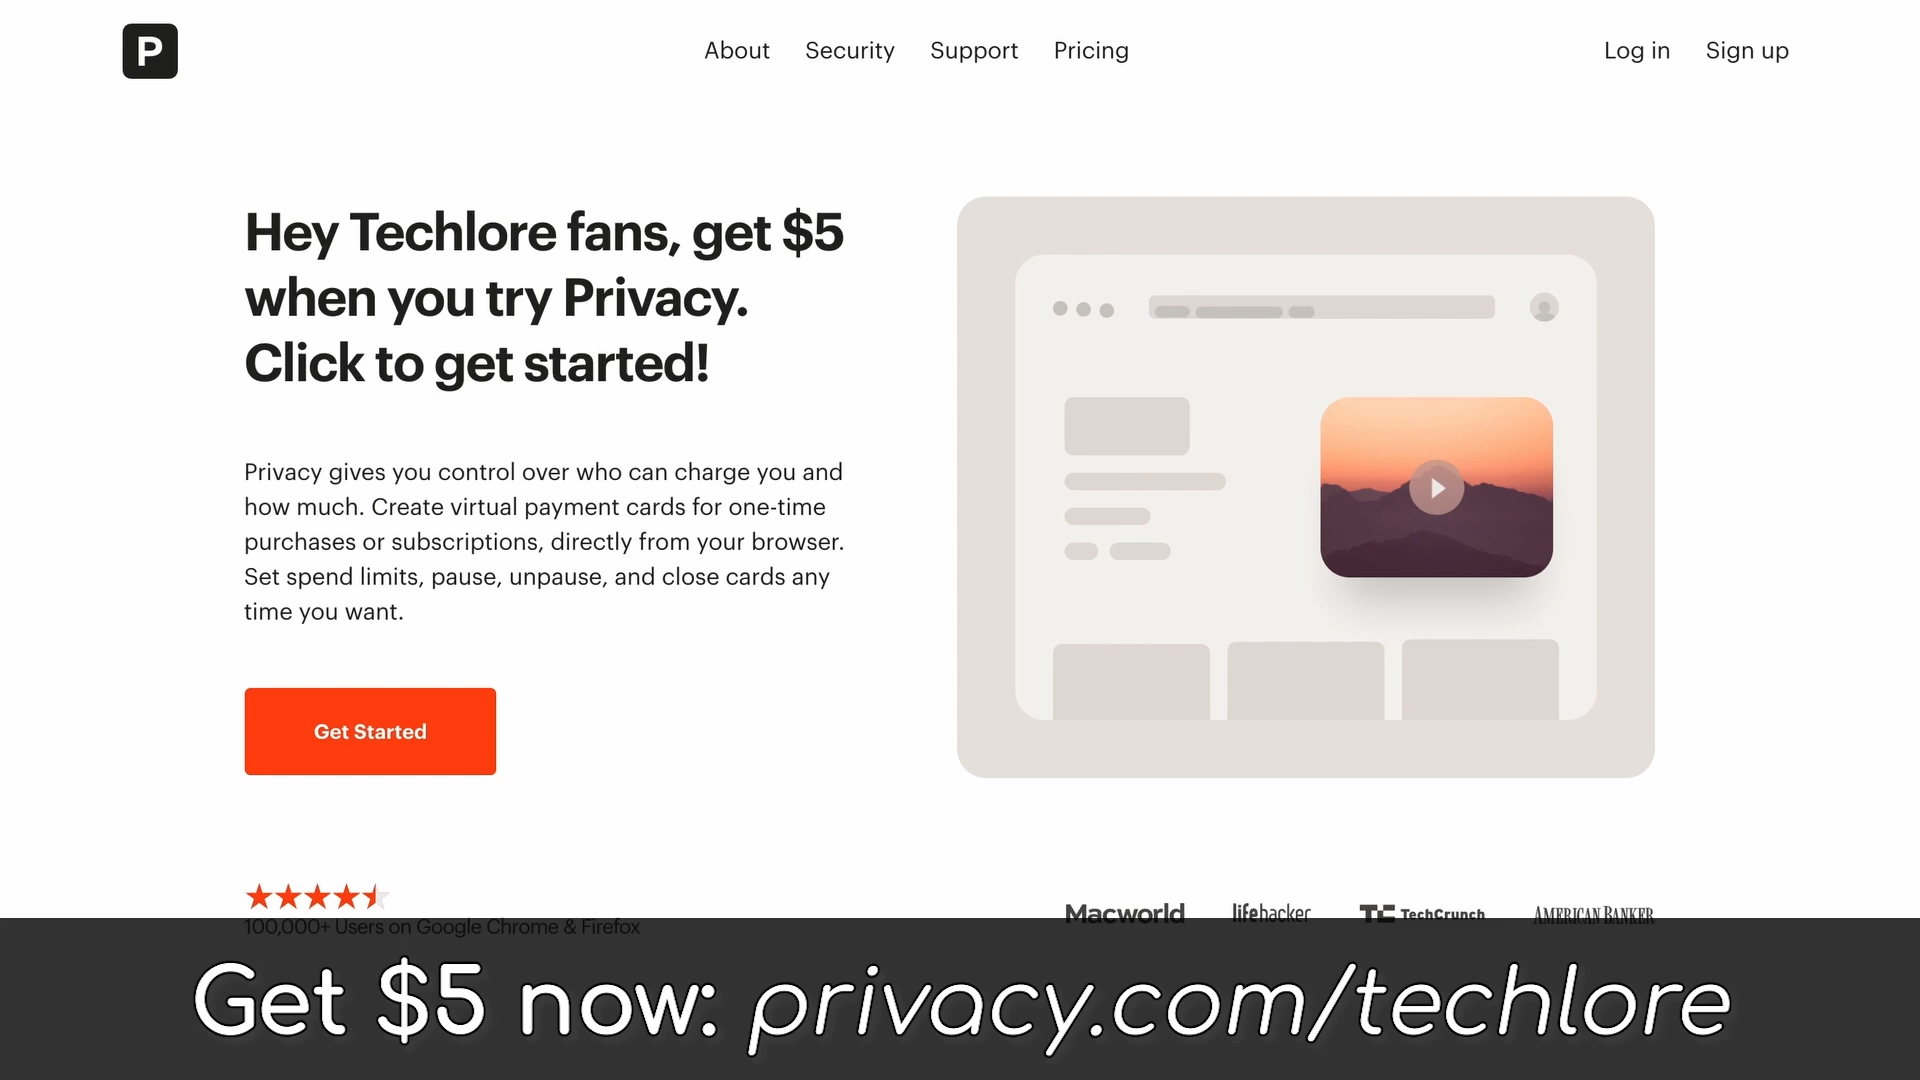 P
About Security Support Pricing
Log in Sign up
Hey Techlore fans, get $5
when you try Privacy.
Click to get started!
Privacy gives you control over who can charge you and
how much. Create virtual payment cards for one-time
purchases or subscriptions, directly from your browser.
Set spend limits, pause, unpause, and close cards any
time you want.
Get Started
100,000+ Users on Google Chrome & Firefox
Macworld lifehacker TC TechCrunch AMERICAN BANKER
Get $5 now: privacy.com/techlore